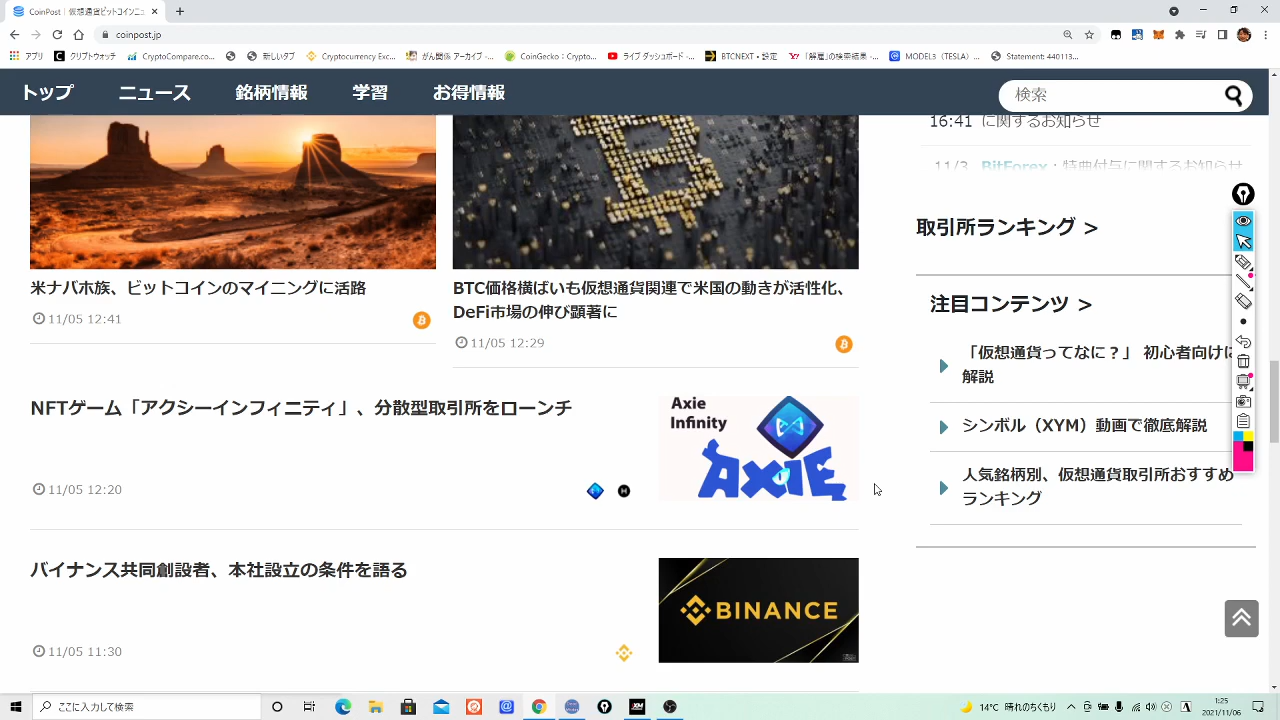 CoinPost | 仮想通貨ビットコインニュ
coinpost.jp
アプリ
クリプトウォッチ
CryptoCompare.co...
新しいタブ
Cryptocurrency Exc...
がん関係 アーカイブ - ...
CoinGecko : Crypto...
ライブ ダッシュボード - ...
BTCNEXT • 設定
MODEL3（TESLA）...
Statement: 440113...
トップ
ニュース
銘柄情報
学習
お得情報
検索
米ナバホ族、ビットコインのマイニングに活路
11/05 12:41
BTC価格横ばいも仮想通貨関連で米国の動きが活性化、
DeFi市場の伸び顕著に
11/05 12:29
NFTゲーム「アクシーインフィニティ」、分散型取引所をローンチ
11/05 12:20
Axie
Infinity
AXIE
バイナンス共同創設者、本社設立の条件を語る
11/05 11:30
BINANCE
16:41 に関するお知らせ
11/3 BitForex：特典付与に関するお知らせ
取引所ランキング >
注目コンテンツ >
「仮想通貨ってなに？」 初心者向けに
解説
シンボル（XYM）動画で徹底解説
人気銘柄別、仮想通貨取引所おすすめ
ランキング
ここに入力して検索
14°C 晴れのちくもり
A
1:25
2021/11/06